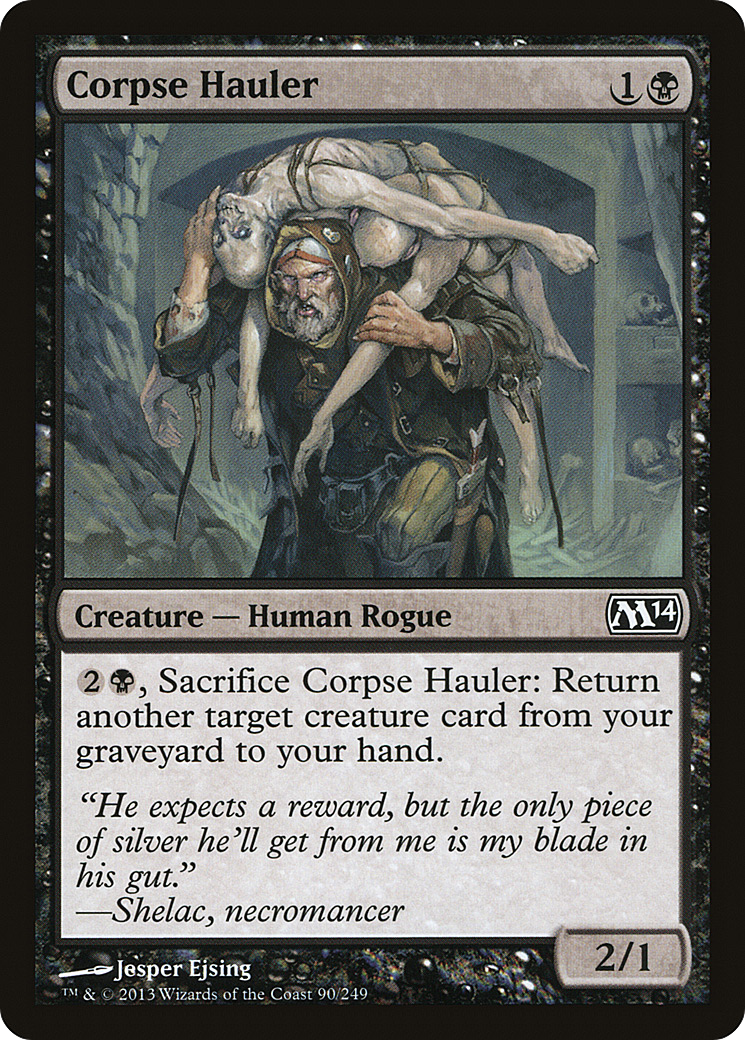 Corpse Hauler 1
Creature — Human Rogue M14
2, Sacrifice Corpse Hauler: Return
another target creature card from your
graveyard to your hand.
“He expects a reward, but the only piece
of silver he’ll get from me is my blade in
his gut.”
—Shelac, necromancer
2/1
Jesper Ejsing
™ & © 2013 Wizards of the Coast 90/249